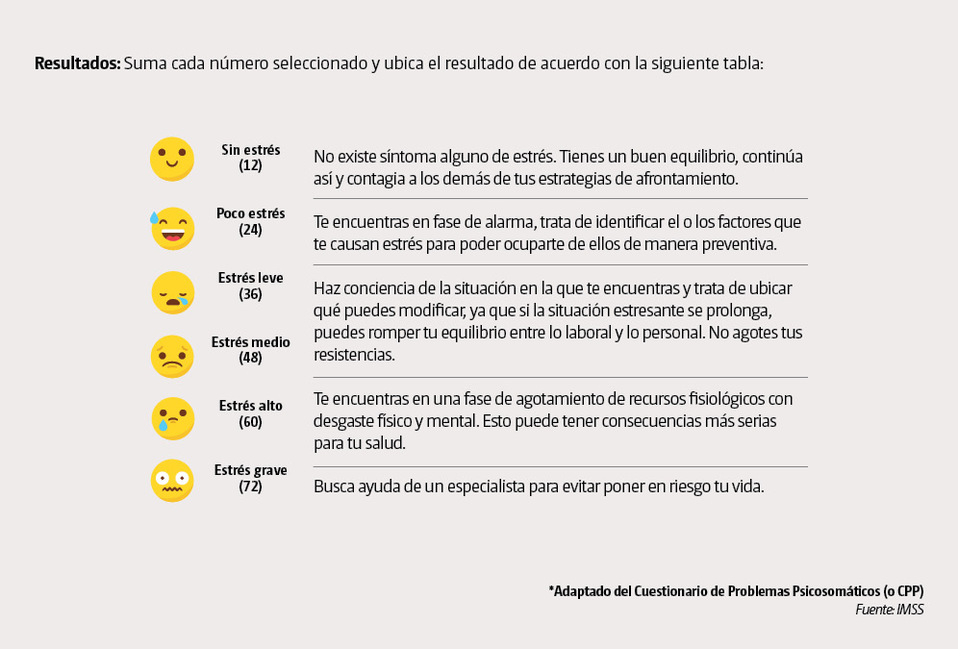 Resultados: Suma cada número seleccionado y ubica el resultado de acuerdo con la siguiente tabla:
Sin estrés
(12)
No existe síntoma alguno de estrés. Tienes un buen equilibrio, continúa
así y contagia a los demás de tus estrategias de afrontamiento.
Poco estrés
(24)
Te encuentras en fase de alarma, trata de identificar el o los factores que
te causan estrés para poder ocuparte de ellos de manera preventiva.
Estrés leve
(36)
Haz conciencia de la situación en la que te encuentras y trata de ubicar
qué puedes modificar, ya que si la situación estresante se prolonga,
puedes romper tu equilibrio entre lo laboral y lo personal. No agotes tus
resistencias.
Estrés medio
(48)
Estrés alto
(60)
Te encuentras en una fase de agotamiento de recursos fisiológicos con
desgaste físico y mental. Esto puede tener consecuencias más serias
para tu salud.
Estrés grave
(72)
Busca ayuda de un especialista para evitar poner en riesgo tu vida.
*Adaptado del Cuestionario de Problemas Psicosomáticos (o CPP)
Fuente: IMSS